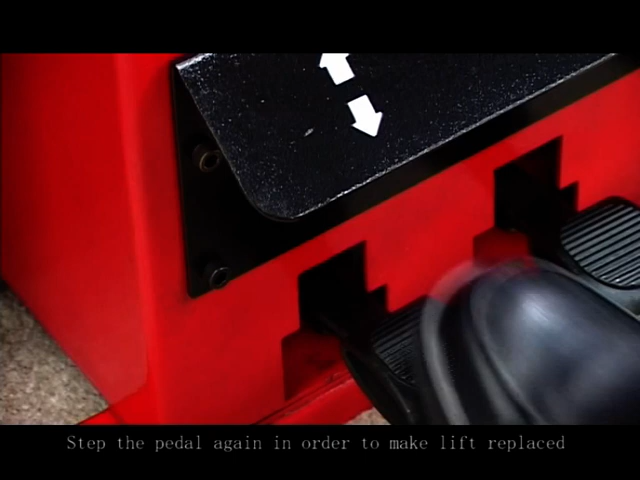 Step the pedal again in order to make lift replaced